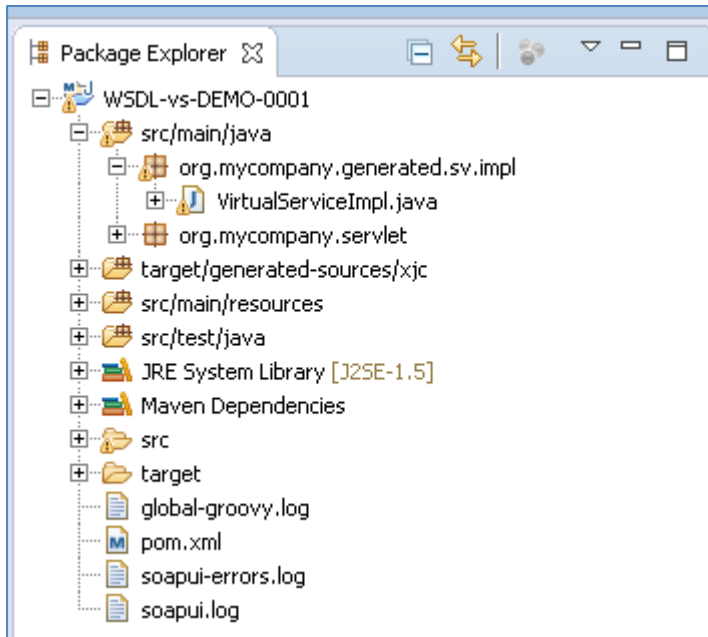 Package Explorer
WSDL-vs-DEMO-0001
src/main/java
org.mycompany.generated.sv.impl
VirtualServiceImpl.java
org.mycompany.servlet
target/generated-sources/xjc
src/main/resources
src/test/java
JRE System Library [J2SE-1.5]
Maven Dependencies
src
target
global-groovy.log
pom.xml
soapui-errors.log
soapui.log